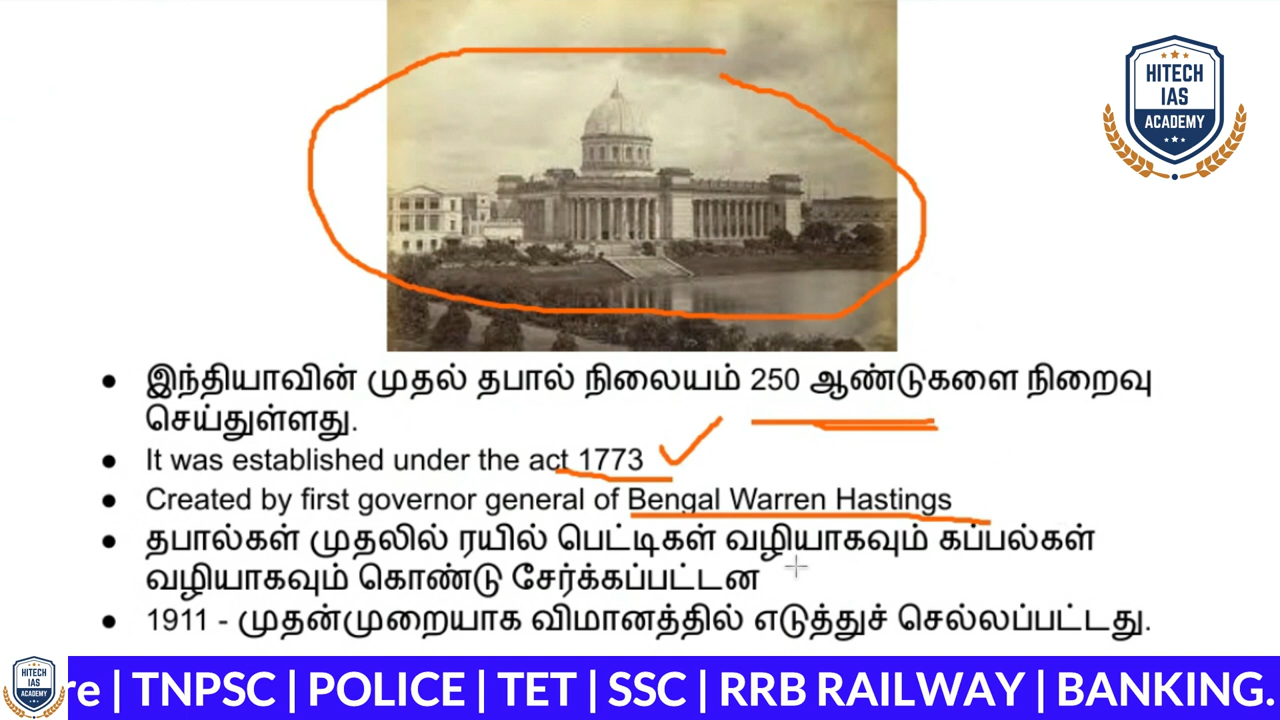 HITECH
IAS
ACADEMY
● இந்தியாவின் முதல் தபால் நிலையம் 250 ஆண்டுகளை நிறைவு
செய்துள்ளது.
● It was established under the act 1773
● Created by first governor general of Bengal Warren Hastings
● தபால்கள் முதலில் ரயில் பெட்டிகள் வழியாகவும் கப்பல்கள்
வழியாகவும் கொண்டு சேர்க்கப்பட்டன
● 1911 - முதன்முறையாக விமானத்தில் எடுத்துச் செல்லப்பட்டது.
HITECH
IAS
ACADEMY
re | TNPSC | POLICE | TET | SSC | RRB RAILWAY | BANKING.